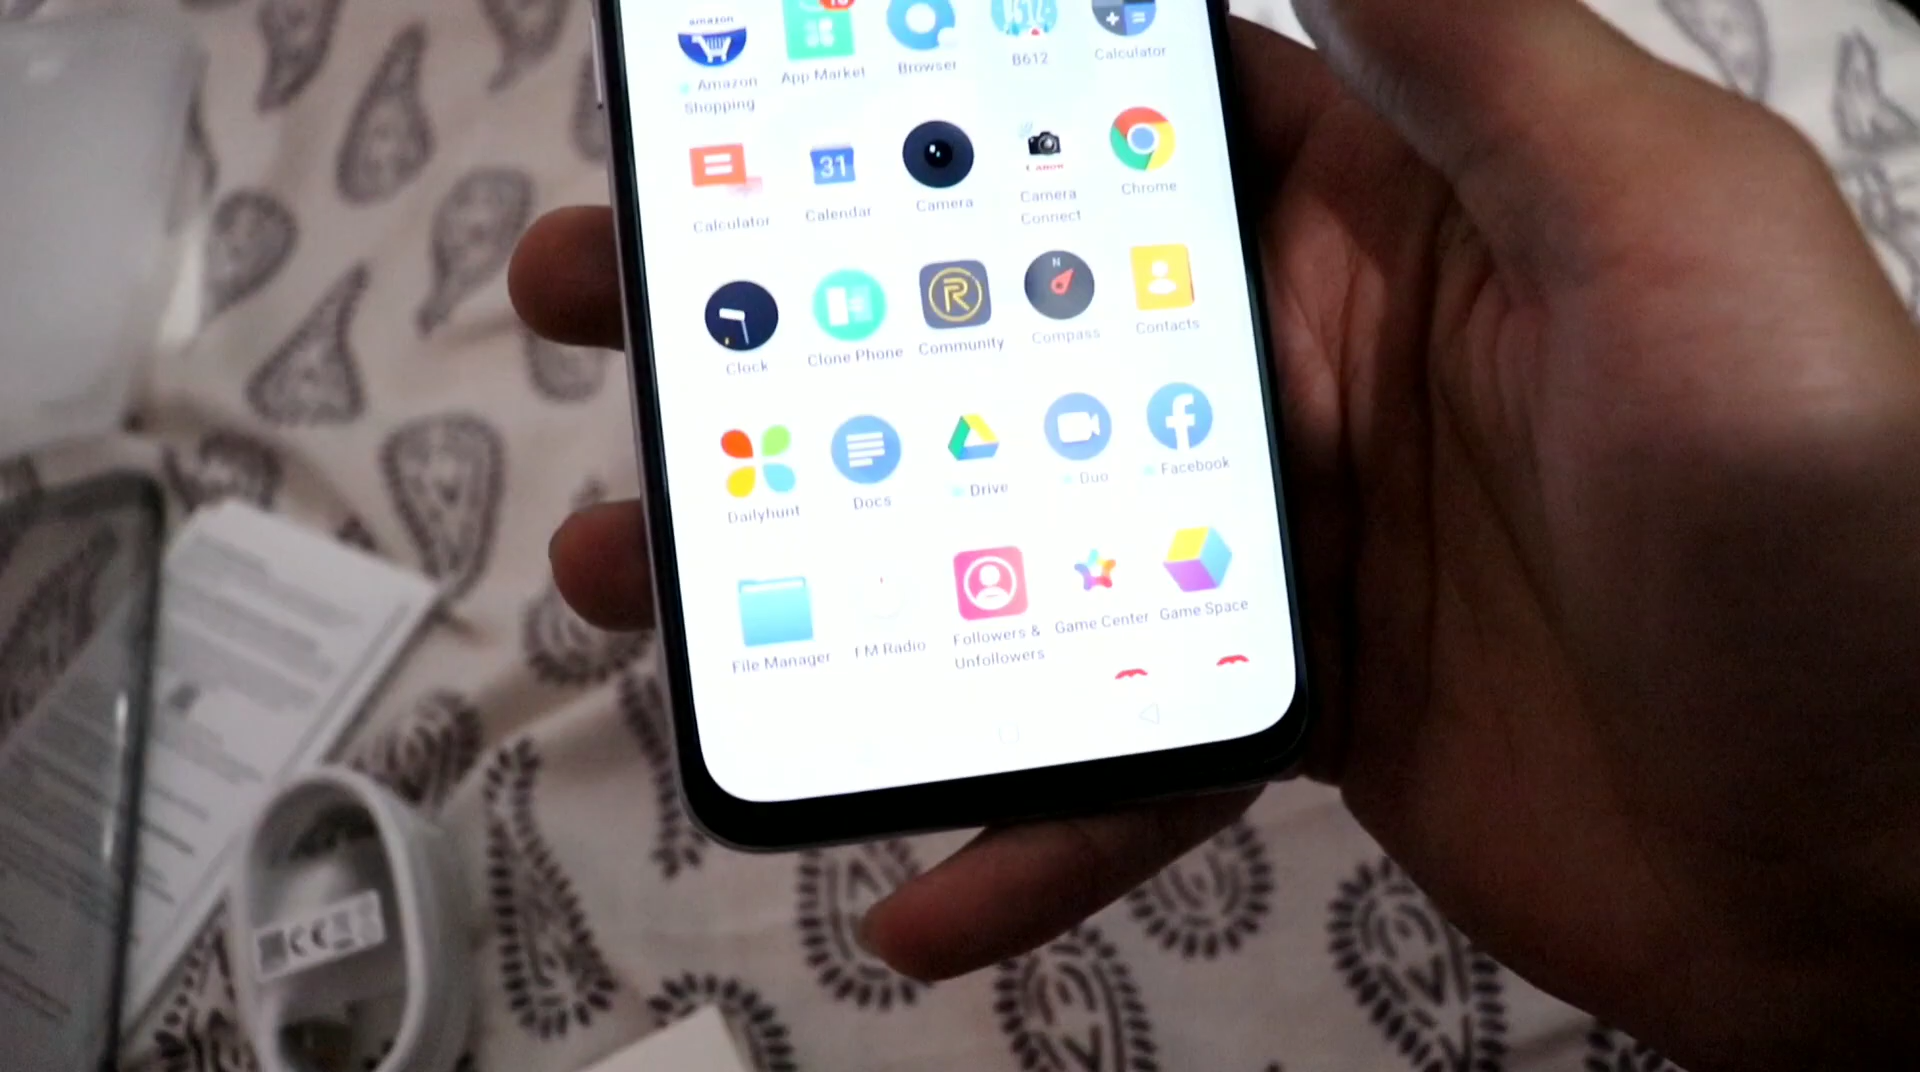 amazon
Amazon
Shopping
App Market
Browser
B612
Calculator
Calculator
31
Calendar
Camera
Camera
Connect
Chrome
Clock
Clone Phone
R
Community
N
Compass
Contacts
Dailyhunt
Docs
Drive
Duo
f
Facebook
File Manager
FM Radio
Followers &
Unfollowers
Game Center
Game Space
CE